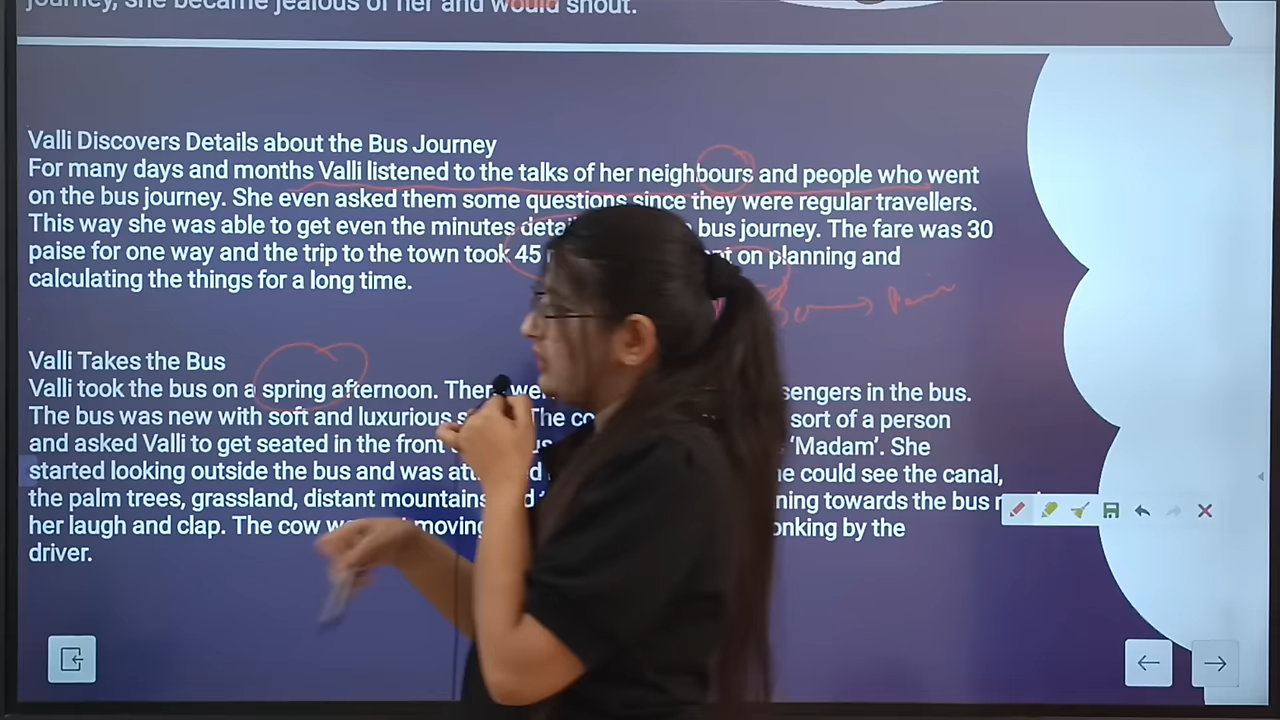 journey, she became jealous of her and would shout.
Valli Discovers Details about the Bus Journey
For many days and months Valli listened to the talks of her neighbours and people who went
on the bus journey. She even asked them some questions since they were regular travellers.
This way she was able to get even the minutes bus journey. The fare was 30
paise for one way and the trip to the town took 45 on planning and
calculating the things for a long time.
Valli Takes the Bus
Valli took the bus on a spring afternoon. in the bus.
The bus was new with soft and luxurious The sort of a person
and asked Valli to get seated in the front 'Madam'. She
started looking outside the bus and was could see the canal,
the palm trees, grassland, distant mountains towards the bus
her laugh and clap. The cow moving by the
driver.